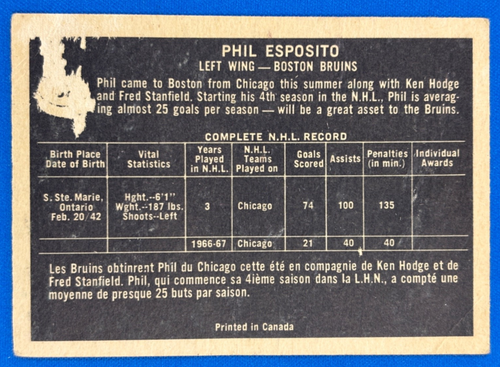 PHIL ESPOSITO
LEFT WING — BOSTON BRUINS
Phil came to Boston from Chicago this summer along with Ken Hodge
and Fred Stanfield. Starting his 4th season in the N.H.L., Phil is averag-
ing almost 25 goals per season — will be a great asset to the Bruins.
COMPLETE N.H.L. RECORD
Birth Place Date of Birth | Vital Statistics | Years Played in N.H.L. | N.H.L. Teams Played on | Goals Scored | Assists | Penalties (in min.) | Individual Awards
S. Ste. Marie, Ontario Feb. 20/42 | Hght.--6'1" Wght.--187 lbs. Shoots--Left | 3 | Chicago | 74 | 100 | 135
1966-67 | Chicago | 21 | 40 | 40
Les Bruins obtinrent Phil du Chicago cette été en compagnie de Ken Hodge et de
Fred Stanfield. Phil, qui commence sa 4ième saison dans la L.H.N., a compté une
moyenne de presque 25 buts par saison.
Printed in Canada